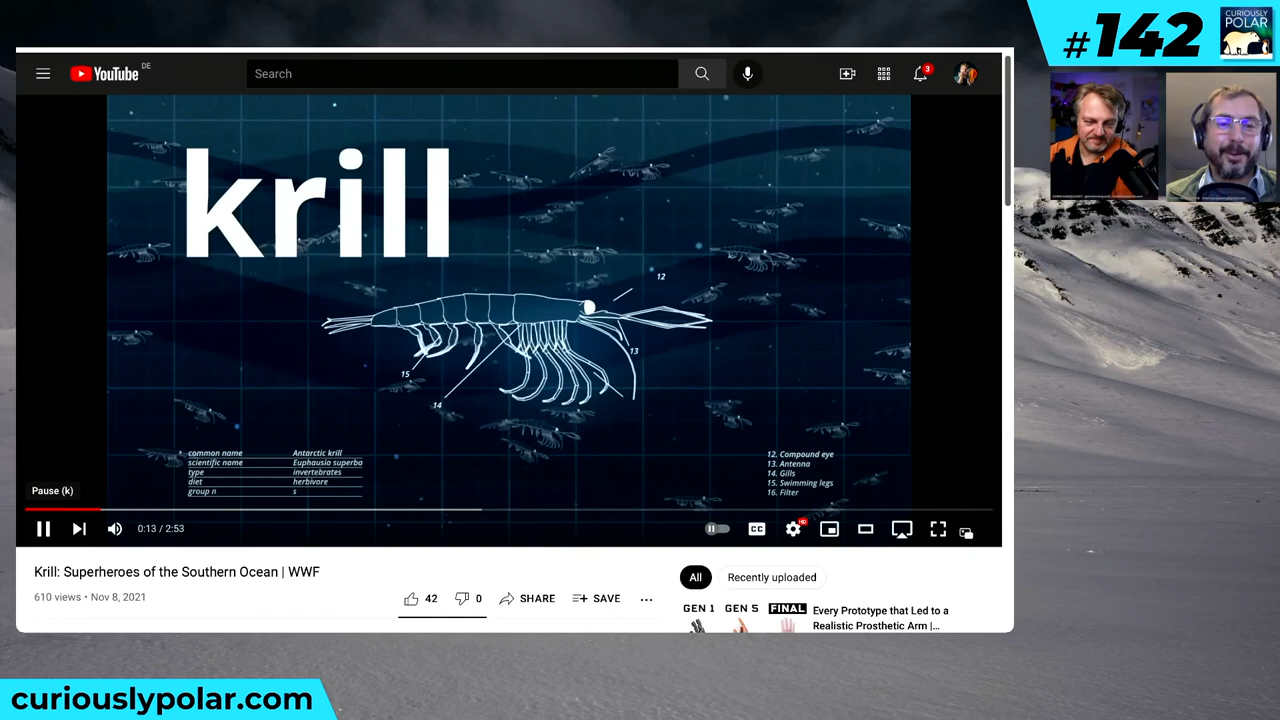 #142
CURIOUSLY
POLAR
YouTube DE
Search
3
krill
12
13
15
14
common name Antarctic krill
scientific name Euphausia superba
type invertebrates
diet herbivore
group n s
12. Compound eye
13. Antenna
14. Gills
15. Swimming legs
16. Filter
Pause (k)
0:13 / 2:53
CC
HD
Krill: Superheroes of the Southern Ocean | WWF
610 views • Nov 8, 2021
42
0
SHARE
SAVE
All
Recently uploaded
GEN 1 GEN 5 FINAL
Every Prototype that Led to a
Realistic Prosthetic Arm |...
curiouslypolar.com